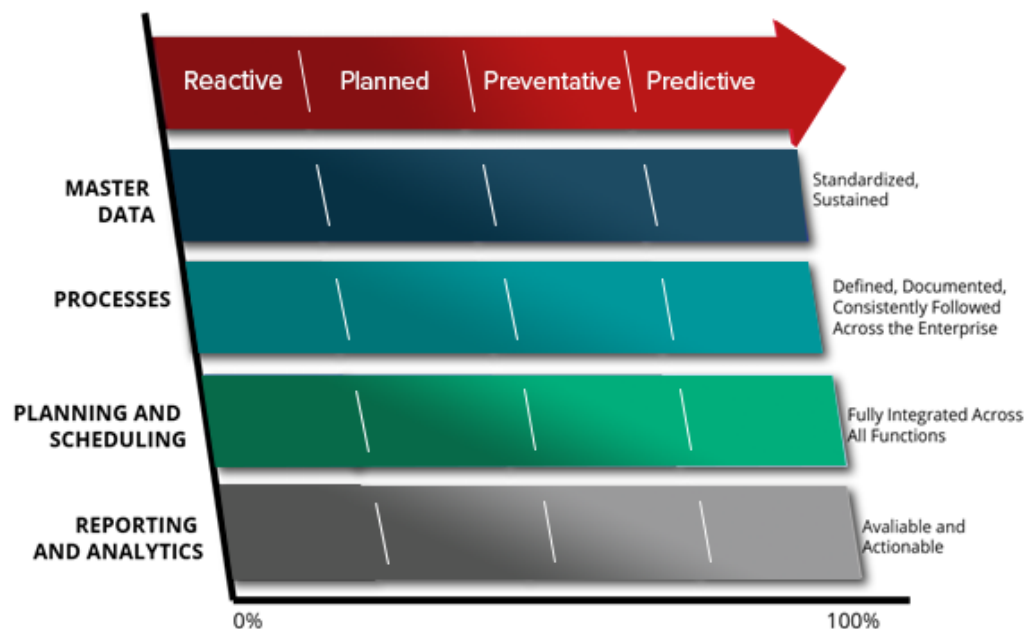 Reactive Planned Preventative Predictive
MASTER
DATA
Standardized,
Sustained
PROCESSES
Defined, Documented,
Consistently Followed
Across the Enterprise
PLANNING AND
SCHEDULING
Fully Integrated Across
All Functions
REPORTING
AND ANALYTICS
Avaliable and
Actionable
0% 100%